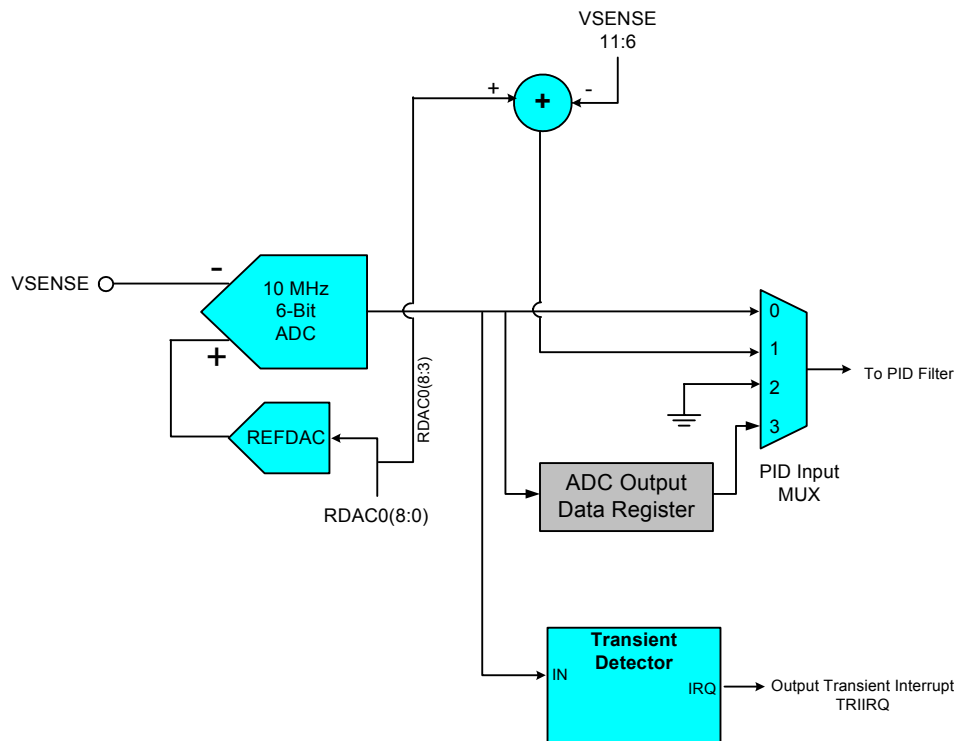 VSENSE
11:6
+
-
+
VSENSE
-
10 MHz
6-Bit
ADC
+
0
1
2
3
To PID Filter
RDAC0(8:3)
REFDAC
PID Input
MUX
ADC Output
Data Register
RDAC0(8:0)
Transient
Detector
IN
IRQ
Output Transient Interrupt
TRIIRQ